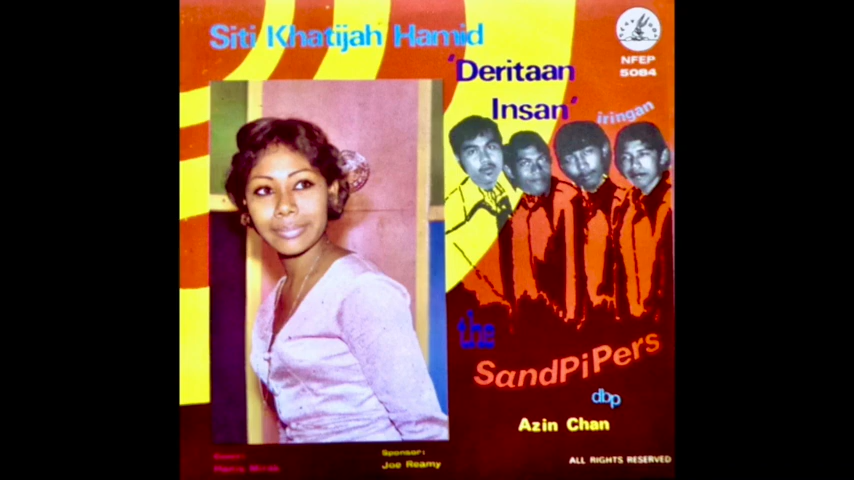 Siti Khatijah Hamid
'Deritaan
Insan'
NFEP
5084
iringan
the
SandPiPers
dbp
Azin Chan
Sponsor:
Joe Reamy
ALL RIGHTS RESERVED